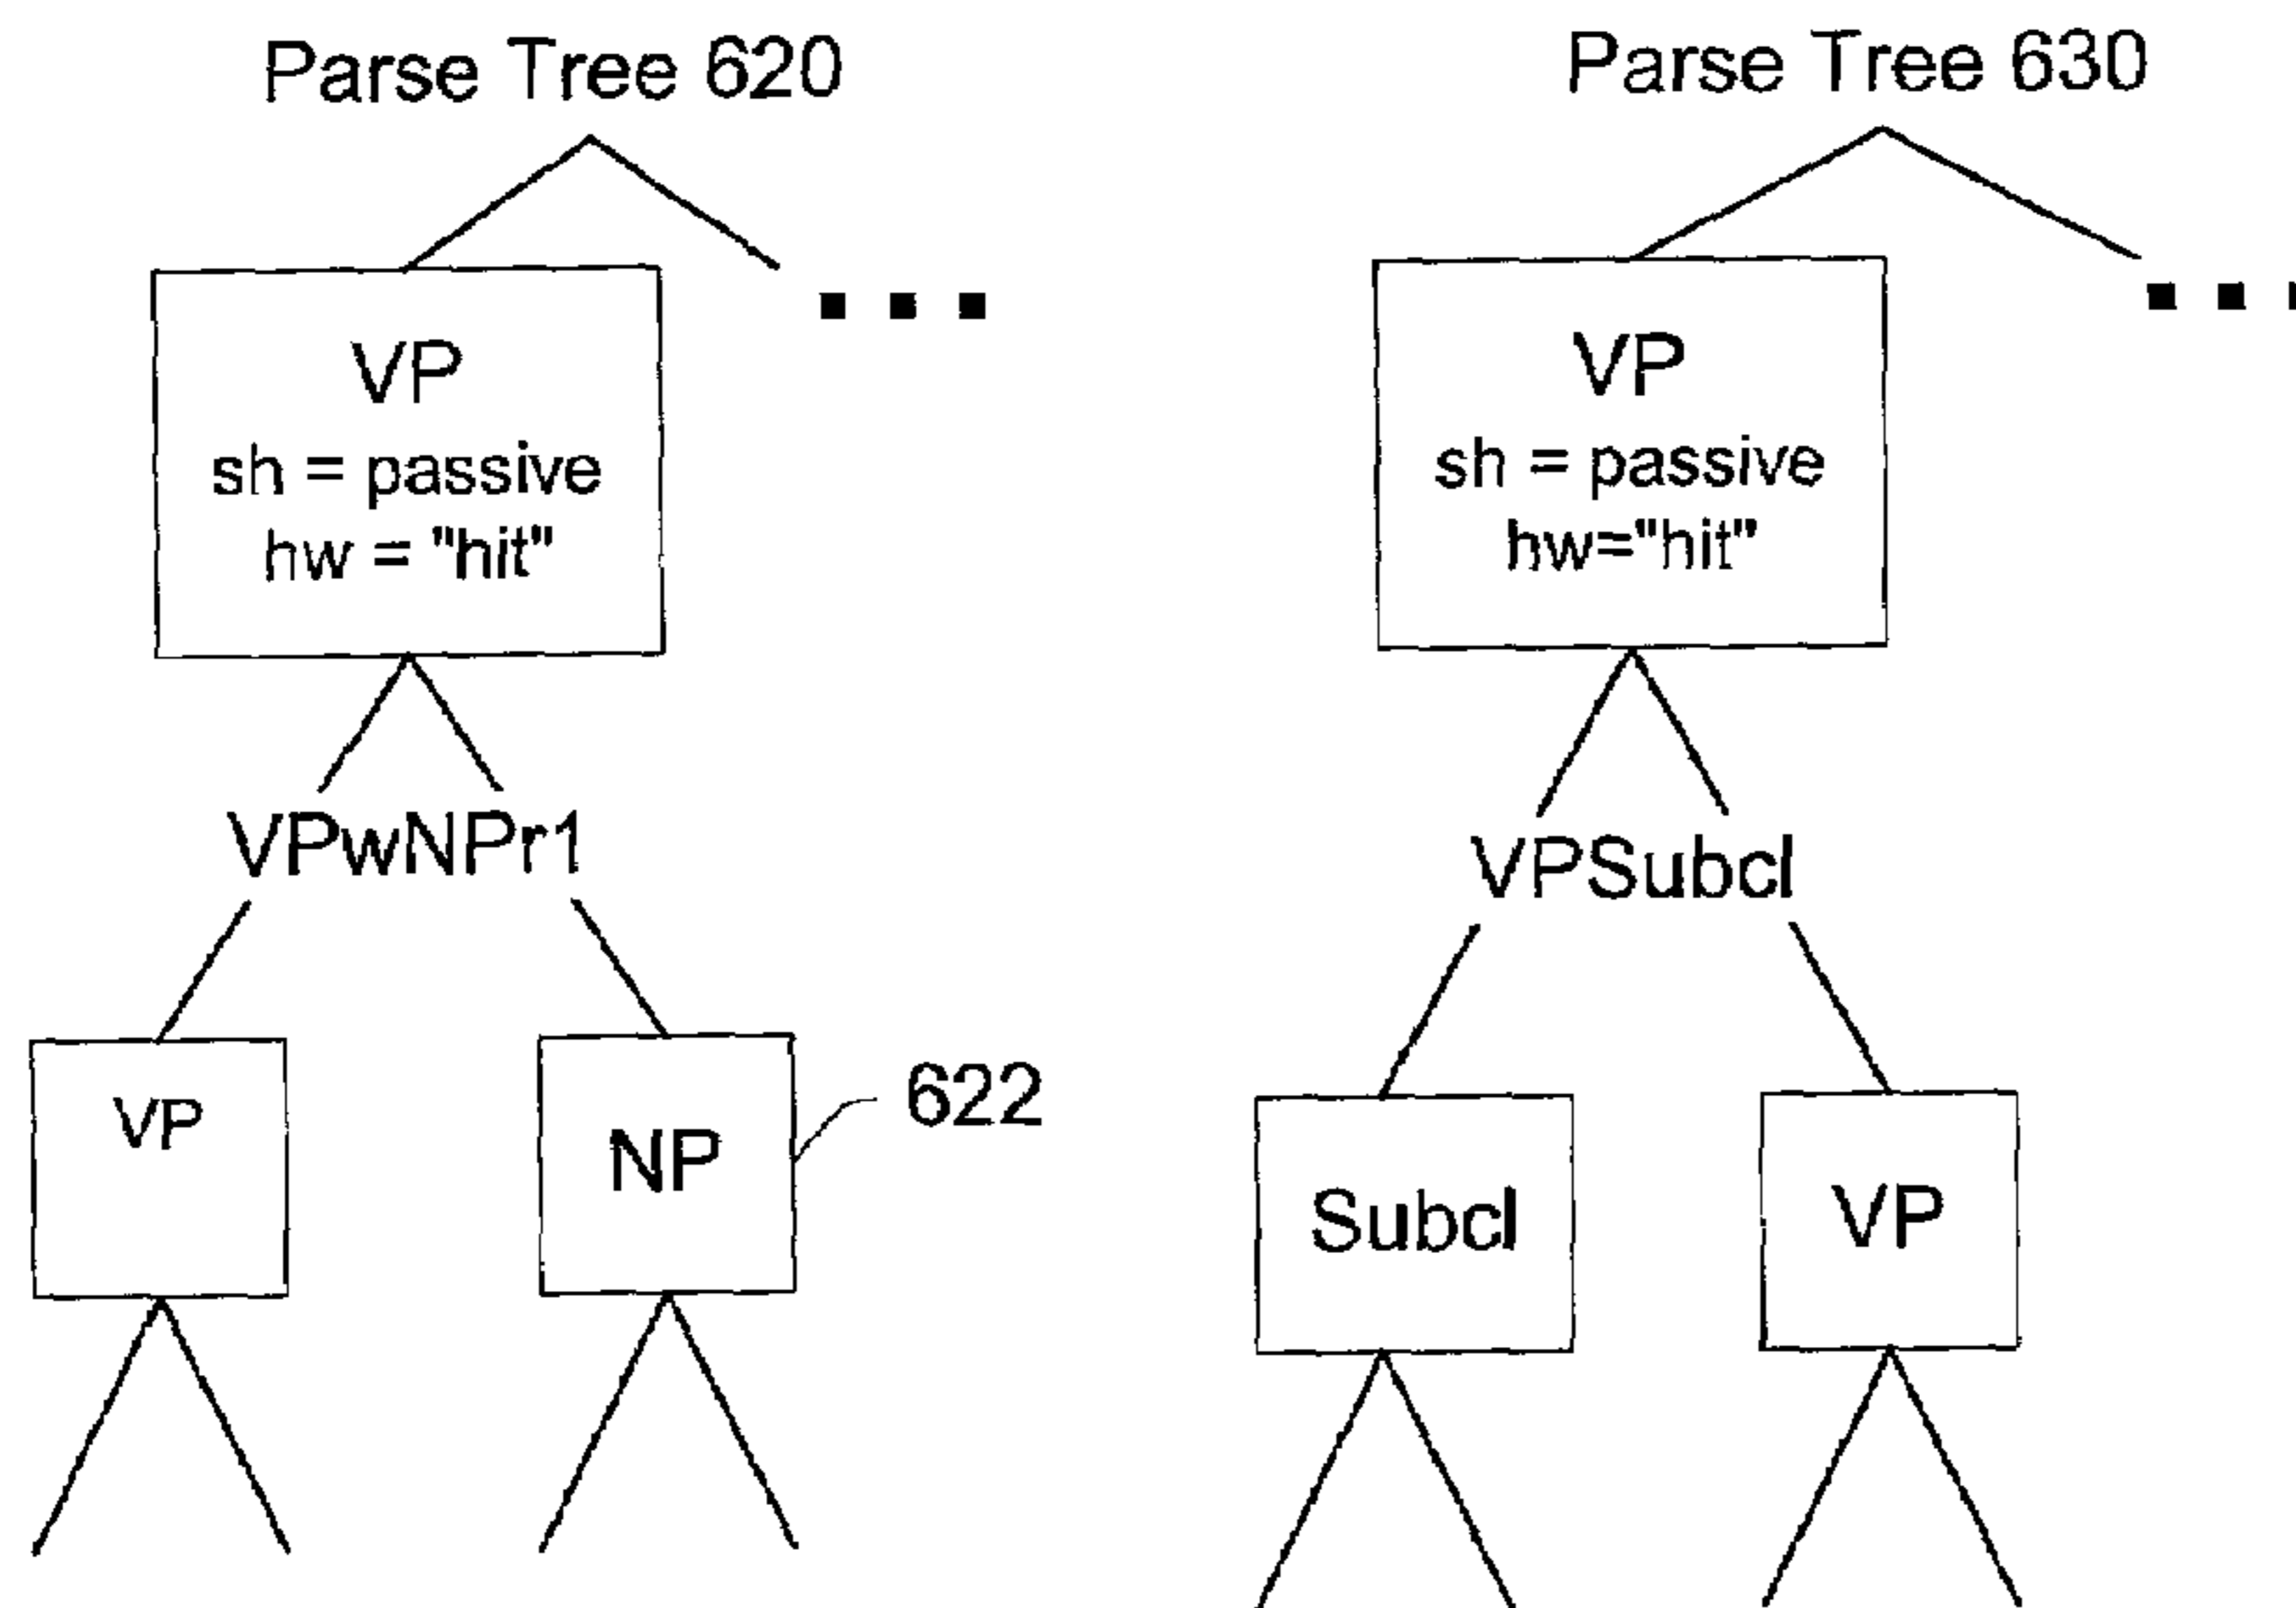 Parse Tree 620
VP
sh = passive
hw = "hit"
VPwNPr1
VP
NP
622
Parse Tree 630
VP
sh = passive
hw="hit"
VPSubcl
Subcl
VP